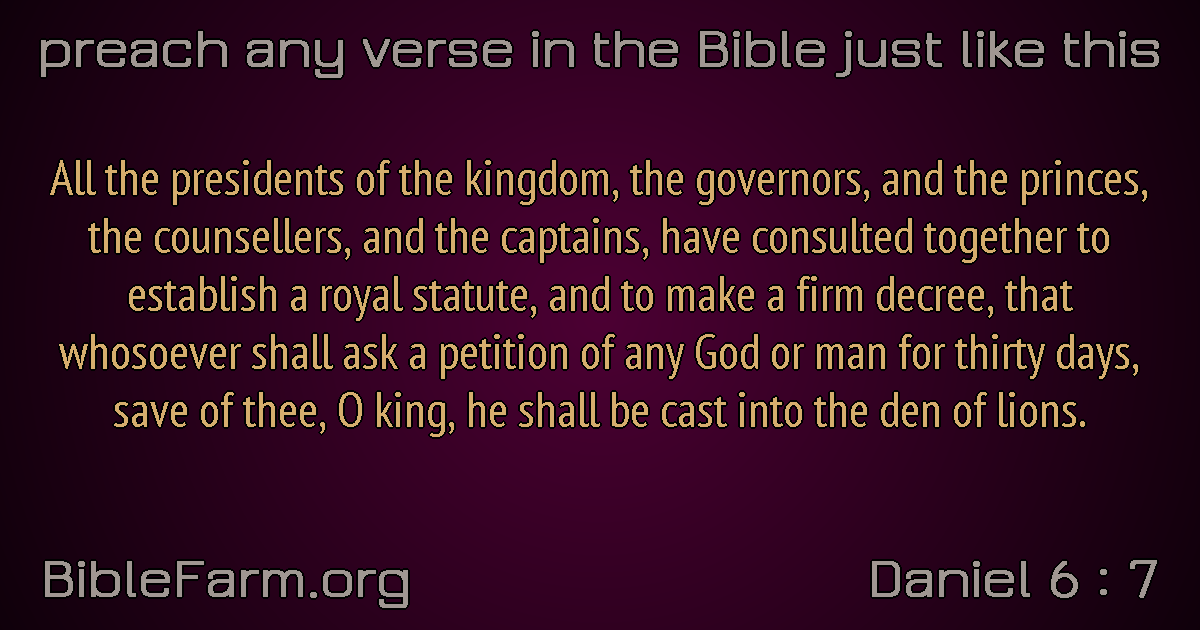 preach any verse in the Bible just like this
All the presidents of the kingdom, the governors, and the princes,
the counsellers, and the captains, have consulted together to
establish a royal statute, and to make a firm decree, that
whosoever shall ask a petition of any God or man for thirty days,
save of thee, O king, he shall be cast into the den of lions.
BibleFarm.org
Daniel 6 : 7